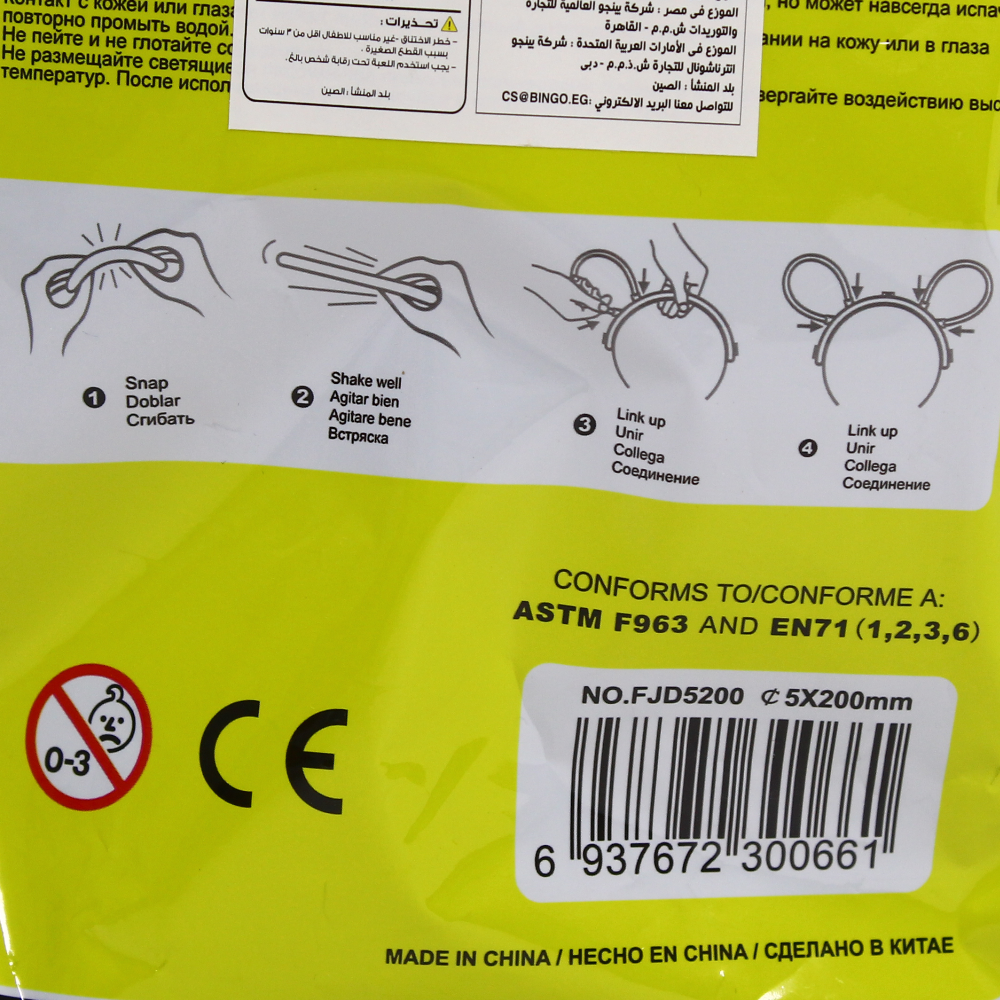 Контакт с кожей или глаза
повторно промыть водой.
Не пейте и не глотайте
Не размещайте светящие
температур. После испол
но может навсегда испач
ании на кожу или в глаза
вергайте воздействию выс
تحذيرات :
- خطر الاختناق -غير مناسب للاطفال اقل من ٣ سنوات
بسبب القطع الصغيرة .
- يجب استخدم اللعبة تحت رقابة شخص بالغ.
بلد المنشأ : الصين
الموزع فى مصر : شركة بينجو العالمية للتجارة
والتوريدات ش.م.م - القاهرة
الموزع فى الأمارات العربية المتحدة : شركة بينجو
انترناشونال للتجارة ش.ذ.م.م -دبى
بلد المنشأ : الصين
للتواصل معنا البريد الالكتروني :CS@BINGO.EG
1 Snap
Doblar
Сгибать
2 Shake well
Agitar bien
Agitare bene
Встряска
3 Link up
Unir
Collega
Соединение
4 Link up
Unir
Collega
Соединение
CONFORMS TO/CONFORME A:
ASTM F963 AND EN71(1,2,3,6)
0-3
CE
NO.FJD5200 ¢5X200mm
6 937672 300661
MADE IN CHINA / HECHO EN CHINA / СДЕЛАНО В КИТАЕ